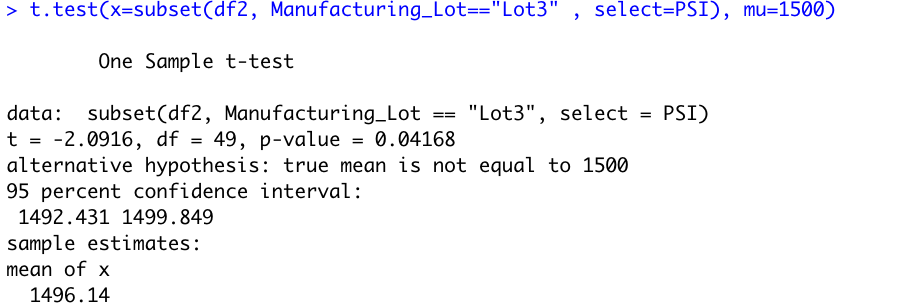 > t.test(x=subset(df2, Manufacturing_Lot=="Lot3" , select=PSI), mu=1500)
One Sample t-test
data:  subset(df2, Manufacturing_Lot == "Lot3", select = PSI)
t = -2.0916, df = 49, p-value = 0.04168
alternative hypothesis: true mean is not equal to 1500
95 percent confidence interval:
1492.431 1499.849
sample estimates:
mean of x
1496.14